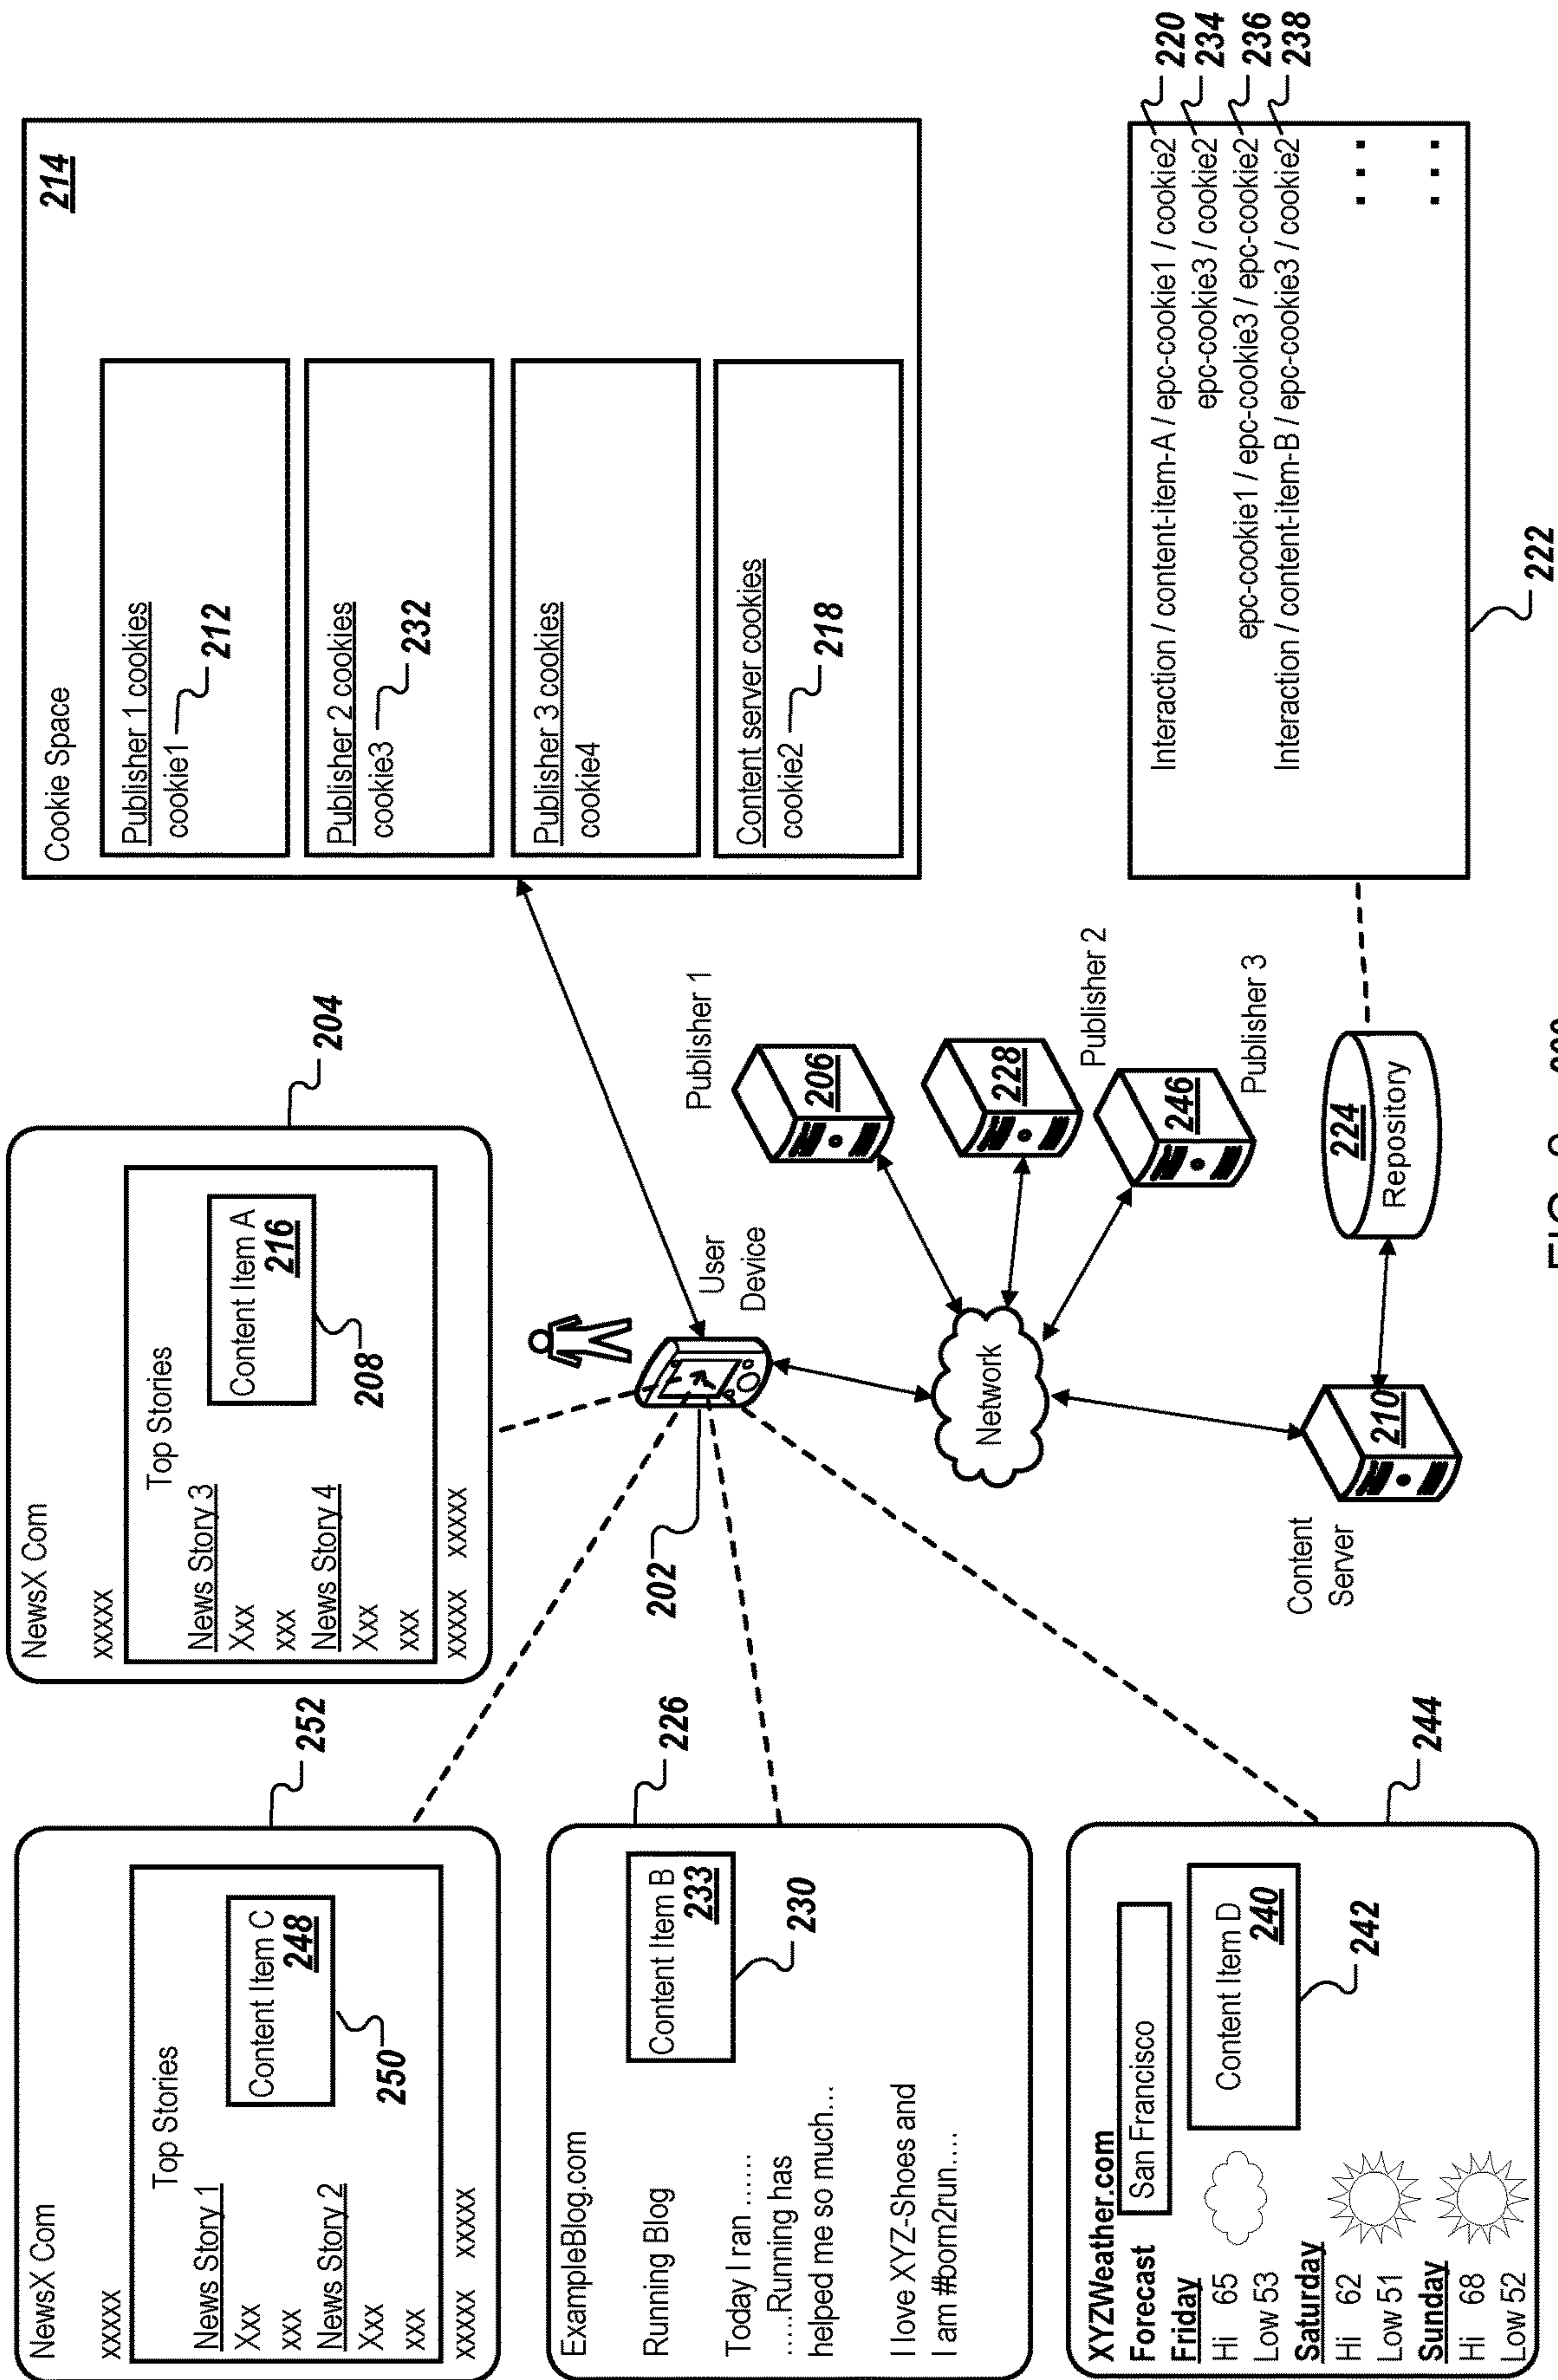 NewsX Com
xxxxx
Top Stories
News Story 1
Xxx
xxx
News Story 2
Xxx
xxx
xxxxx xxxxx
Content Item C
248
250
252
NewsX Com
xxxxx
Top Stories
News Story 3
Xxx
xxx
News Story 4
Xxx
xxx
xxxxx xxxxx
Content Item A
216
208
204
Cookie Space
214
Publisher 1 cookies
cookie1
212
Publisher 2 cookies
cookie3
232
Publisher 3 cookies
cookie4
Content server cookies
cookie2
218
ExampleBlog.com
Running Blog
Today I ran ......
......Running has
helped me so much...
I love XYZ-Shoes and
I am #born2run....
Content Item B
233
230
226
202
User
Device
Network
Publisher 1
206
228
Publisher 2
246
Publisher 3
XYZWeather.com
Forecast
San Francisco
Friday
Hi 65
Low 53
Saturday
Hi 62
Low 51
Sunday
Hi 68
Low 52
Content Item D
240
242
244
Content
Server
210
224
Repository
Interaction / content-item-A / epc-cookie1 / cookie2
220
epc-cookie3 / cookie2
234
epc-cookie1 / epc-cookie3 / epc-cookie2
236
Interaction / content-item-B / epc-cookie3 / cookie2
238
. . .
. . .
222